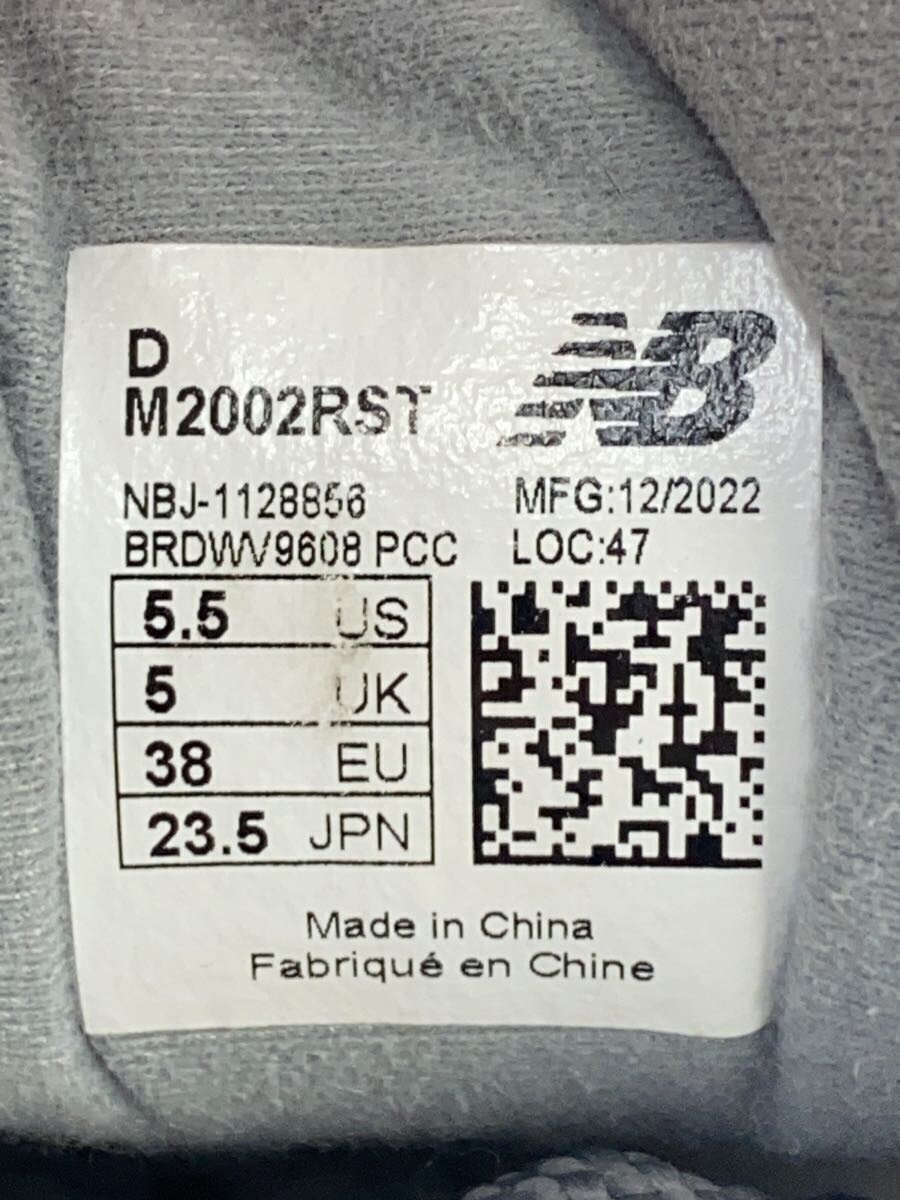 D
M2002RST
NB
NBJ-1128856
MFG:12/2022
BRDWV9608 PCC
LOC:47
5.5 US
5 UK
38 EU
23.5 JPN
Made in China
Fabriqué en Chine